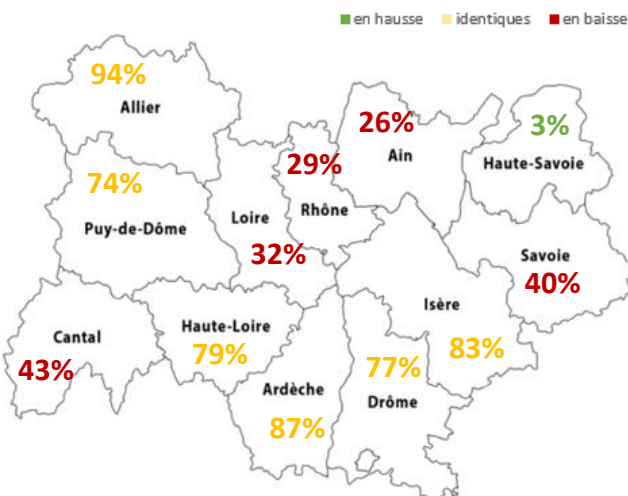 en hausse identiques en baisse
94%
Allier
26%
Ain
3%
Haute-Savoie
74%
Puy-de-Dôme
29%
Rhône
Loire
32%
Savoie
40%
Isère
83%
Cantal
43%
Haute-Loire
79%
Ardèche
87%
77%
Drôme